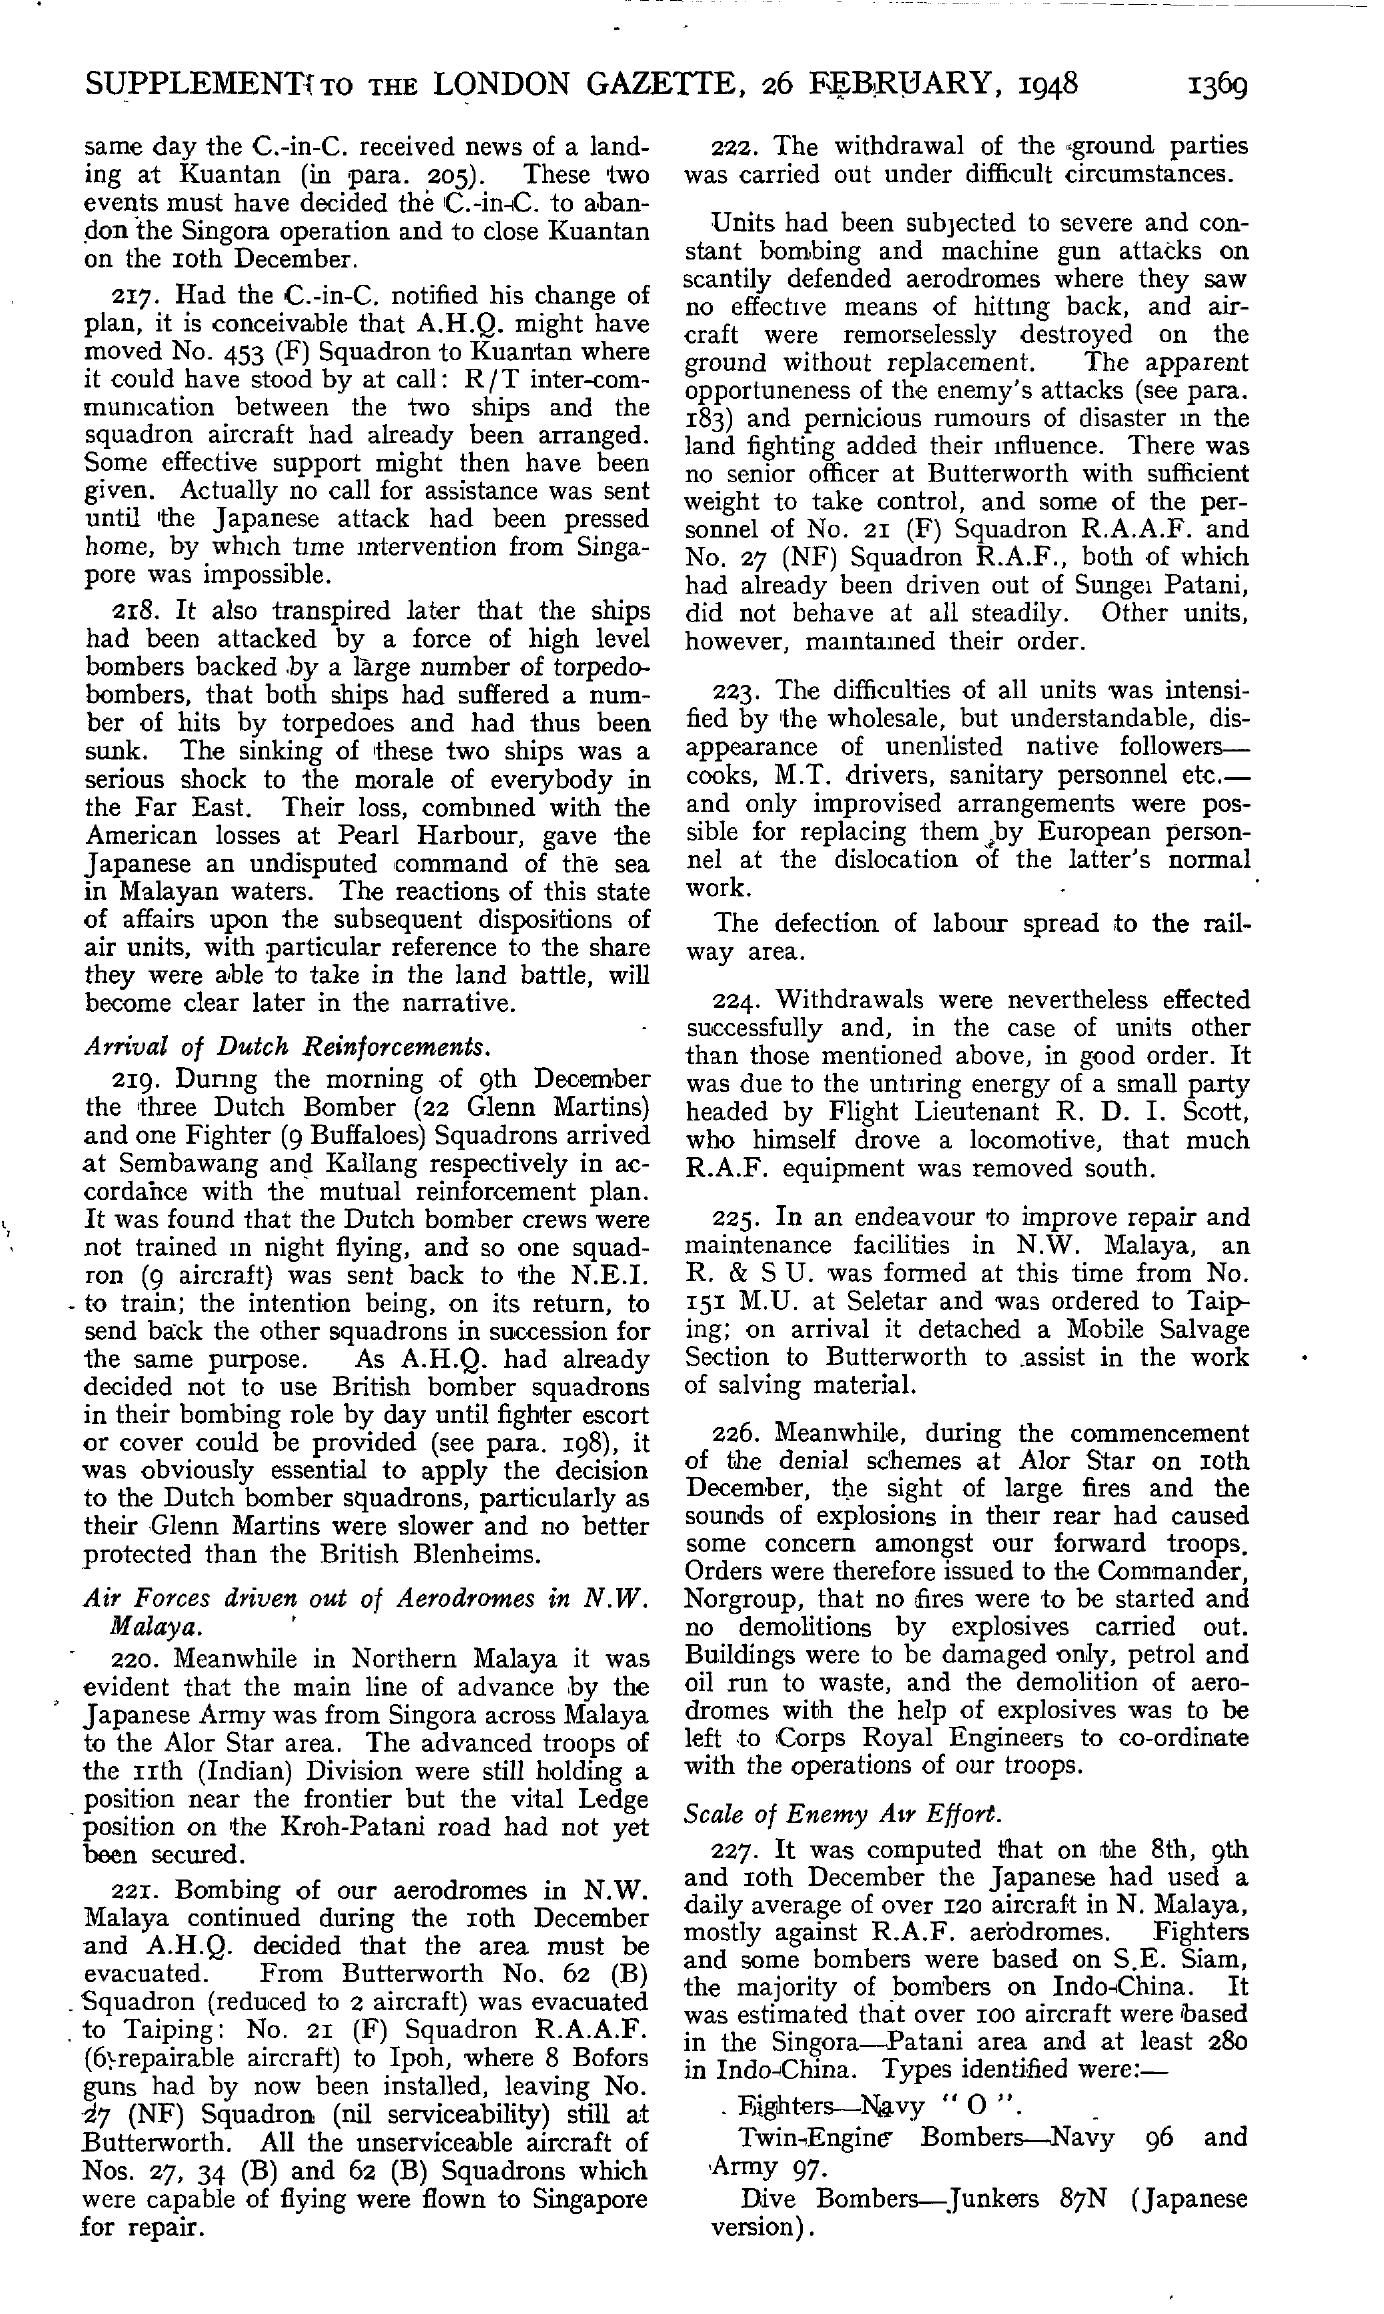 SUPPLEMENT TO THE LONDON GAZETTE, 26 FEBRUARY, 1948 1369
same day the C.-in-C. received news of a land-
ing at Kuantan (in para. 205). These two
events must have decided the C.-in-C. to aban-
don the Singora operation and to close Kuantan
on the 10th December.
217. Had the C.-in-C. notified his change of
plan, it is conceivable that A.H.Q. might have
moved No. 453 (F) Squadron to Kuantan where
it could have stood by at call: R/T inter-com-
munication between the two ships and the
squadron aircraft had already been arranged.
Some effective support might then have been
given. Actually no call for assistance was sent
until the Japanese attack had been pressed
home, by which time intervention from Singa-
pore was impossible.
218. It also transpired later that the ships
had been attacked by a force of high level
bombers backed by a large number of torpedo-
bombers, that both ships had suffered a num-
ber of hits by torpedoes and had thus been
sunk. The sinking of these two ships was a
serious shock to the morale of everybody in
the Far East. Their loss, combined with the
American losses at Pearl Harbour, gave the
Japanese an undisputed command of the sea
in Malayan waters. The reactions of this state
of affairs upon the subsequent dispositions of
air units, with particular reference to the share
they were able to take in the land battle, will
become clear later in the narrative.
Arrival of Dutch Reinforcements.
219. During the morning of 9th December
the three Dutch Bomber (22 Glenn Martins)
and one Fighter (9 Buffaloes) Squadrons arrived
at Sembawang and Kallang respectively in ac-
cordance with the mutual reinforcement plan.
It was found that the Dutch bomber crews were
not trained in night flying, and so one squad-
ron (9 aircraft) was sent back to the N.E.I.
to train; the intention being, on its return, to
send back the other squadrons in succession for
the same purpose. As A.H.Q. had already
decided not to use British bomber squadrons
in their bombing role by day until fighter escort
or cover could be provided (see para. 198), it
was obviously essential to apply the decision
to the Dutch bomber squadrons, particularly as
their Glenn Martins were slower and no better
protected than the British Blenheims.
Air Forces driven out of Aerodromes in N.W.
Malaya.
220. Meanwhile in Northern Malaya it was
evident that the main line of advance by the
Japanese Army was from Singora across Malaya
to the Alor Star area. The advanced troops of
the 11th (Indian) Division were still holding a
position near the frontier but the vital Ledge
position on the Kroh-Patani road had not yet
been secured.
221. Bombing of our aerodromes in N.W.
Malaya continued during the 10th December
and A.H.Q. decided that the area must be
evacuated. From Butterworth No. 62 (B)
Squadron (reduced to 2 aircraft) was evacuated
to Taiping: No. 21 (F) Squadron R.A.A.F.
(6 repairable aircraft) to Ipoh, where 8 Bofors
guns had by now been installed, leaving No.
27 (NF) Squadron (nil serviceability) still at
Butterworth. All the unserviceable aircraft of
Nos. 27, 34 (B) and 62 (B) Squadrons which
were capable of flying were flown to Singapore
for repair.
222. The withdrawal of the ground parties
was carried out under difficult circumstances.
Units had been subjected to severe and con-
stant bombing and machine gun attacks on
scantily defended aerodromes where they saw
no effective means of hitting back, and air-
craft were remorselessly destroyed on the
ground without replacement. The apparent
opportuneness of the enemy's attacks (see para.
183) and pernicious rumours of disaster in the
land fighting added their influence. There was
no senior officer at Butterworth with sufficient
weight to take control, and some of the per-
sonnel of No. 21 (F) Squadron R.A.A.F. and
No. 27 (NF) Squadron R.A.F., both of which
had already been driven out of Sungei Patani,
did not behave at all steadily. Other units,
however, maintained their order.
223. The difficulties of all units was intensi-
fied by the wholesale, but understandable, dis-
appearance of unenlisted native followers—
cooks, M.T. drivers, sanitary personnel etc.—
and only improvised arrangements were pos-
sible for replacing them by European person-
nel at the dislocation of the latter's normal
work.
The defection of labour spread to the rail-
way area.
224. Withdrawals were nevertheless effected
successfully and, in the case of units other
than those mentioned above, in good order. It
was due to the untiring energy of a small party
headed by Flight Lieutenant R. D. I. Scott,
who himself drove a locomotive, that much
R.A.F. equipment was removed south.
225. In an endeavour to improve repair and
maintenance facilities in N.W. Malaya, an
R. & S U. was formed at this time from No.
151 M.U. at Seletar and was ordered to Taip-
ing; on arrival it detached a Mobile Salvage
Section to Butterworth to assist in the work
of salving material.
226. Meanwhile, during the commencement
of the denial schemes at Alor Star on 10th
December, the sight of large fires and the
sounds of explosions in their rear had caused
some concern amongst our forward troops.
Orders were therefore issued to the Commander,
Norgroup, that no fires were to be started and
no demolitions by explosives carried out.
Buildings were to be damaged only, petrol and
oil run to waste, and the demolition of aero-
dromes with the help of explosives was to be
left to Corps Royal Engineers to co-ordinate
with the operations of our troops.
Scale of Enemy Air Effort.
227. It was computed that on the 8th, 9th
and 10th December the Japanese had used a
daily average of over 120 aircraft in N. Malaya,
mostly against R.A.F. aerodromes. Fighters
and some bombers were based on S.E. Siam,
the majority of bombers on Indo-China. It
was estimated that over 100 aircraft were based
in the Singora—Patani area and at least 280
in Indo-China. Types identified were:—
Fighters—Navy "O".
Twin-Engine Bombers—Navy 96 and
Army 97.
Dive Bombers—Junkers 87N (Japanese
version).